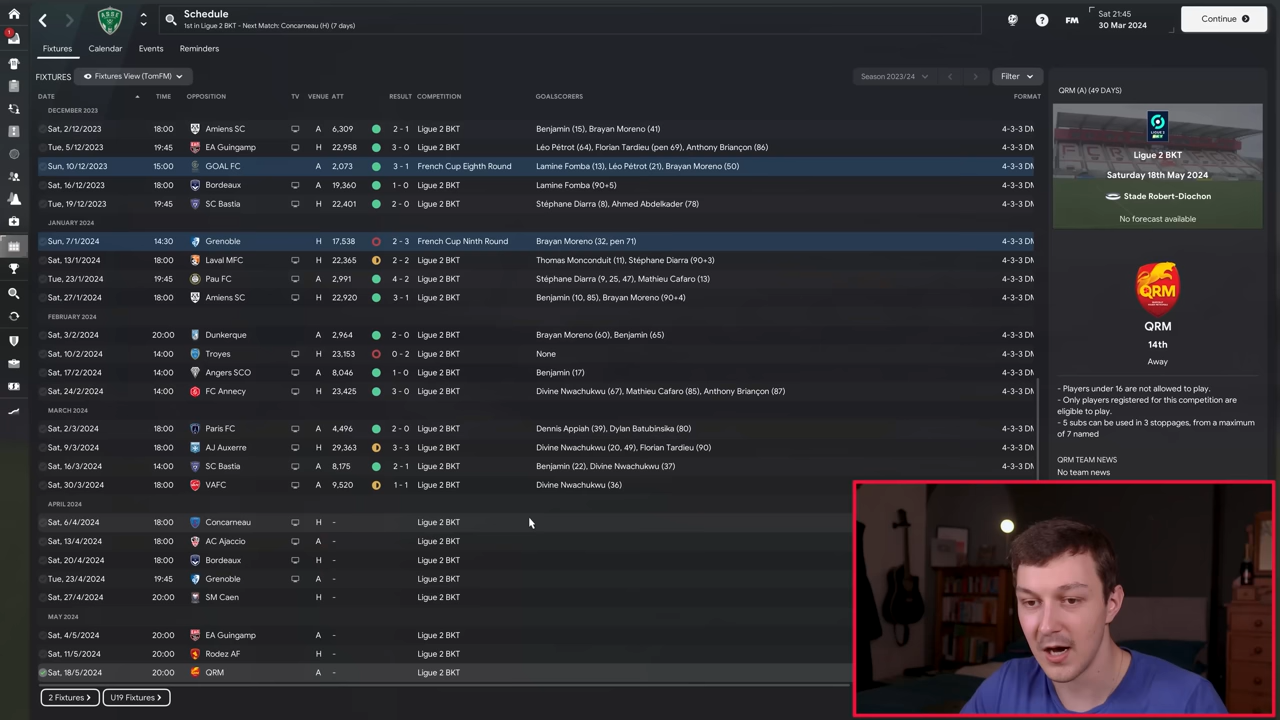 Schedule
1st in Ligue 2 BKT - Next Match: Concarneau (H) (7 days)
FM
Sat 21:45
30 Mar 2024
Continue
1
Fixtures Calendar Events Reminders
FIXTURES Fixtures View (TomFM) Season 2023/24 Filter
DATE TIME OPPOSITION TV VENUE ATT RESULT COMPETITION GOALSCORERS FORMAT
DECEMBER 2023
Sat, 2/12/2023 18:00 Amiens SC A 6,309 2 - 1 Ligue 2 BKT Benjamin (15), Brayan Moreno (41) 4-3-3 DM
Tue, 5/12/2023 19:45 EA Guingamp H 22,958 3 - 0 Ligue 2 BKT Léo Pétrot (64), Florian Tardieu (pen 69), Anthony Briançon (86) 4-3-3 DM
Sun, 10/12/2023 15:00 GOAL FC A 2,073 3 - 1 French Cup Eighth Round Lamine Fomba (13), Léo Pétrot (21), Brayan Moreno (50) 4-3-3 DM
Sat, 16/12/2023 18:00 Bordeaux A 19,360 1 - 0 Ligue 2 BKT Lamine Fomba (90+5) 4-3-3 DM
Tue, 19/12/2023 19:45 SC Bastia H 22,401 2 - 0 Ligue 2 BKT Stéphane Diarra (8), Ahmed Abdelkader (78) 4-3-3 DM
JANUARY 2024
Sun, 7/1/2024 14:30 Grenoble H 17,538 2 - 3 French Cup Ninth Round Brayan Moreno (32, pen 71) 4-3-3 DM
Sat, 13/1/2024 18:00 Laval MFC H 22,365 2 - 2 Ligue 2 BKT Thomas Monconduit (11), Stéphane Diarra (90+3) 4-3-3 DM
Tue, 23/1/2024 19:45 Pau FC A 2,991 4 - 2 Ligue 2 BKT Stéphane Diarra (9, 25, 47), Mathieu Cafaro (13) 4-3-3 DM
Sat, 27/1/2024 18:00 Amiens SC H 22,920 3 - 1 Ligue 2 BKT Benjamin (10, 85), Brayan Moreno (90+4) 4-3-3 DM
FEBRUARY 2024
Sat, 3/2/2024 20:00 Dunkerque A 2,964 2 - 0 Ligue 2 BKT Brayan Moreno (60), Benjamin (65) 4-3-3 DM
Sat, 10/2/2024 14:00 Troyes H 23,153 0 - 2 Ligue 2 BKT None 4-3-3 DM
Sat, 17/2/2024 14:00 Angers SCO A 8,046 1 - 0 Ligue 2 BKT Benjamin (17) 4-3-3 DM
Sat, 24/2/2024 14:00 FC Annecy H 23,425 3 - 0 Ligue 2 BKT Divine Nwachukwu (67), Mathieu Cafaro (85), Anthony Briançon (87) 4-3-3 DM
MARCH 2024
Sat, 2/3/2024 18:00 Paris FC A 4,496 2 - 0 Ligue 2 BKT Dennis Appiah (39), Dylan Batubinsika (80) 4-3-3 DM
Sat, 9/3/2024 18:00 AJ Auxerre H 29,363 3 - 3 Ligue 2 BKT Divine Nwachukwu (20, 49), Florian Tardieu (90) 4-3-3 DM
Sat, 16/3/2024 14:00 SC Bastia A 8,175 2 - 1 Ligue 2 BKT Benjamin (22), Divine Nwachukwu (37) 4-3-3 DM
Sat, 30/3/2024 18:00 VAFC A 9,520 1 - 1 Ligue 2 BKT Divine Nwachukwu (36) 4-3-3 DM
APRIL 2024
Sat, 6/4/2024 18:00 Concarneau H - Ligue 2 BKT
Sat, 13/4/2024 18:00 AC Ajaccio A - Ligue 2 BKT
Sat, 20/4/2024 18:00 Bordeaux H - Ligue 2 BKT
Tue, 23/4/2024 19:45 Grenoble A - Ligue 2 BKT
Sat, 27/4/2024 18:00 SM Caen H - Ligue 2 BKT
MAY 2024
Sat, 4/5/2024 20:00 EA Guingamp A - Ligue 2 BKT
Sat, 11/5/2024 20:00 Rodez AF H - Ligue 2 BKT
Sat, 18/5/2024 20:00 QRM A - Ligue 2 BKT
2 Fixtures > U19 Fixtures >
QRM (A) (49 DAYS)
Ligue 2 BKT
Saturday 18th May 2024
Stade Robert-Diochon
No forecast available
QRM
QRM
14th
Away
- Players under 16 are not allowed to play.
- Only players registered for this competition are
eligible to play.
- 5 subs can be used in 3 stoppages, from a maximum
of 7 named
QRM TEAM NEWS
No team news